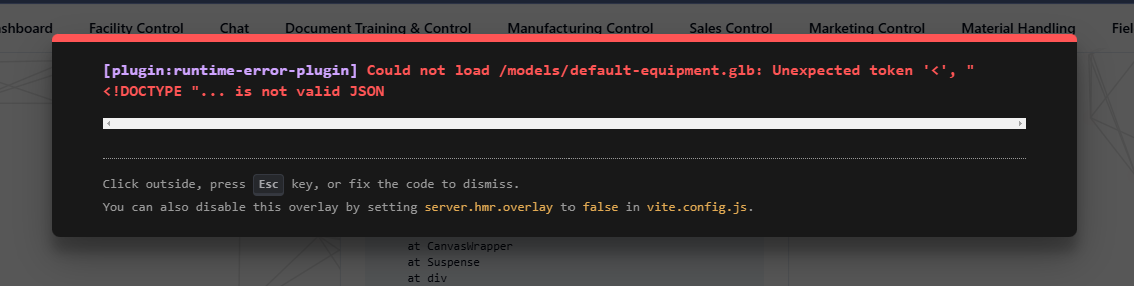 shboard Facility Control Chat Document Training & Control Manufacturing Control Sales Control Marketing Control Material Handling Fiel
[plugin:runtime-error-plugin] Could not load /models/default-equipment.glb: Unexpected token '<', "
<!DOCTYPE "... is not valid JSON
Click outside, press Esc key, or fix the code to dismiss.
You can also disable this overlay by setting server.hmr.overlay to false in vite.config.js.
at CanvasWrapper
at Suspense
at div